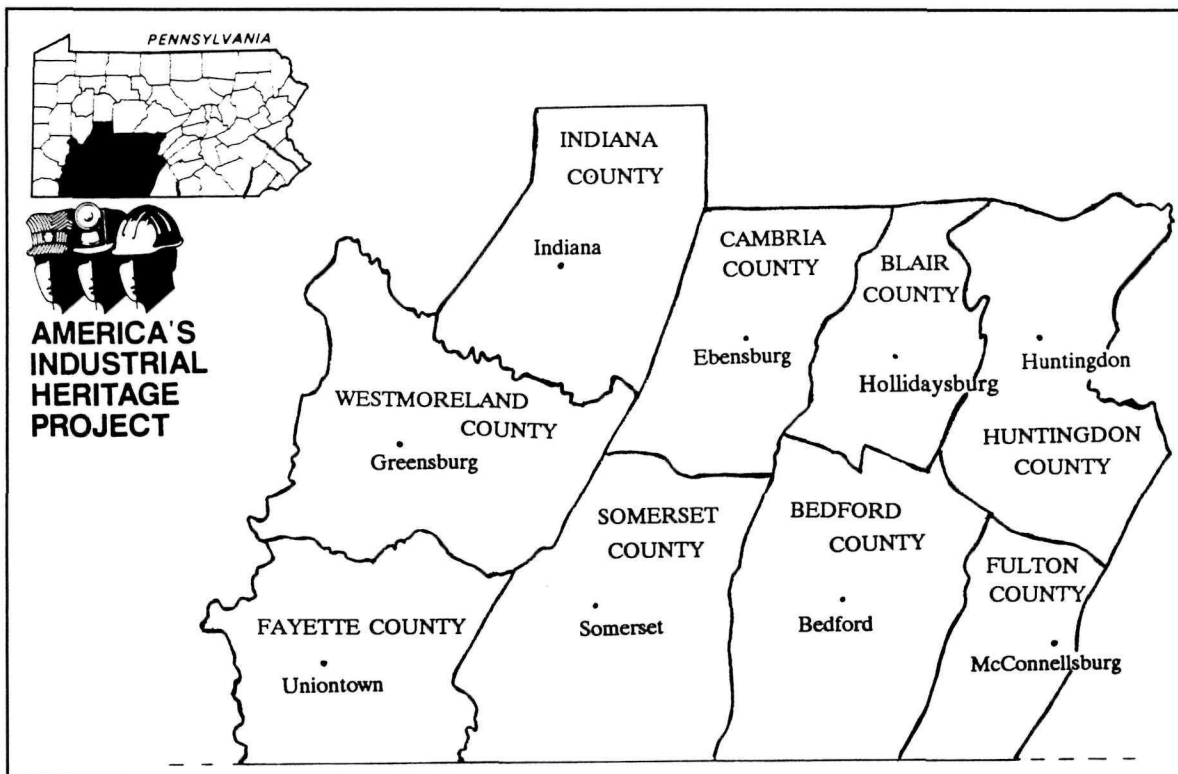 PENNSYLVANIA
AMERICA'S
INDUSTRIAL
HERITAGE
PROJECT
INDIANA
COUNTY
Indiana
CAMBRIA
COUNTY
Ebensburg
BLAIR
COUNTY
Hollidaysburg
Huntingdon
HUNTINGDON
COUNTY
WESTMORELAND
COUNTY
Greensburg
SOMERSET
COUNTY
Somerset
BEDFORD
COUNTY
Bedford
FULTON
COUNTY
McConnellsburg
FAYETTE COUNTY
Uniontown